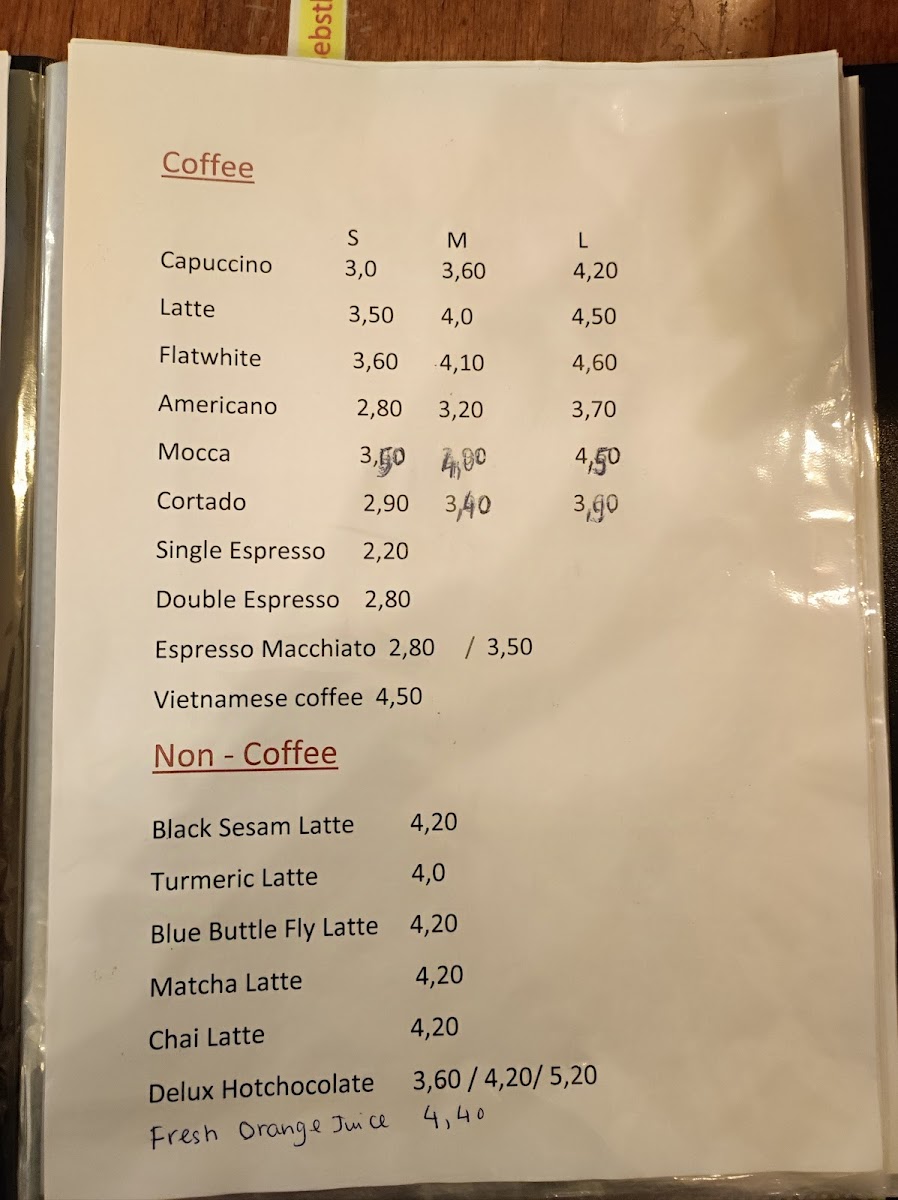 ebstl
Coffee
S M L
Capuccino 3,0 3,60 4,20
Latte 3,50 4,0 4,50
Flatwhite 3,60 4,10 4,60
Americano 2,80 3,20 3,70
Mocca 3,50 4,00 4,50
Cortado 2,90 3,40 3,90
Single Espresso 2,20
Double Espresso 2,80
Espresso Macchiato 2,80 / 3,50
Vietnamese coffee 4,50
Non - Coffee
Black Sesam Latte 4,20
Turmeric Latte 4,0
Blue Buttle Fly Latte 4,20
Matcha Latte 4,20
Chai Latte 4,20
Delux Hotchocolate 3,60 / 4,20/ 5,20
Fresh Orange Juice 4,40